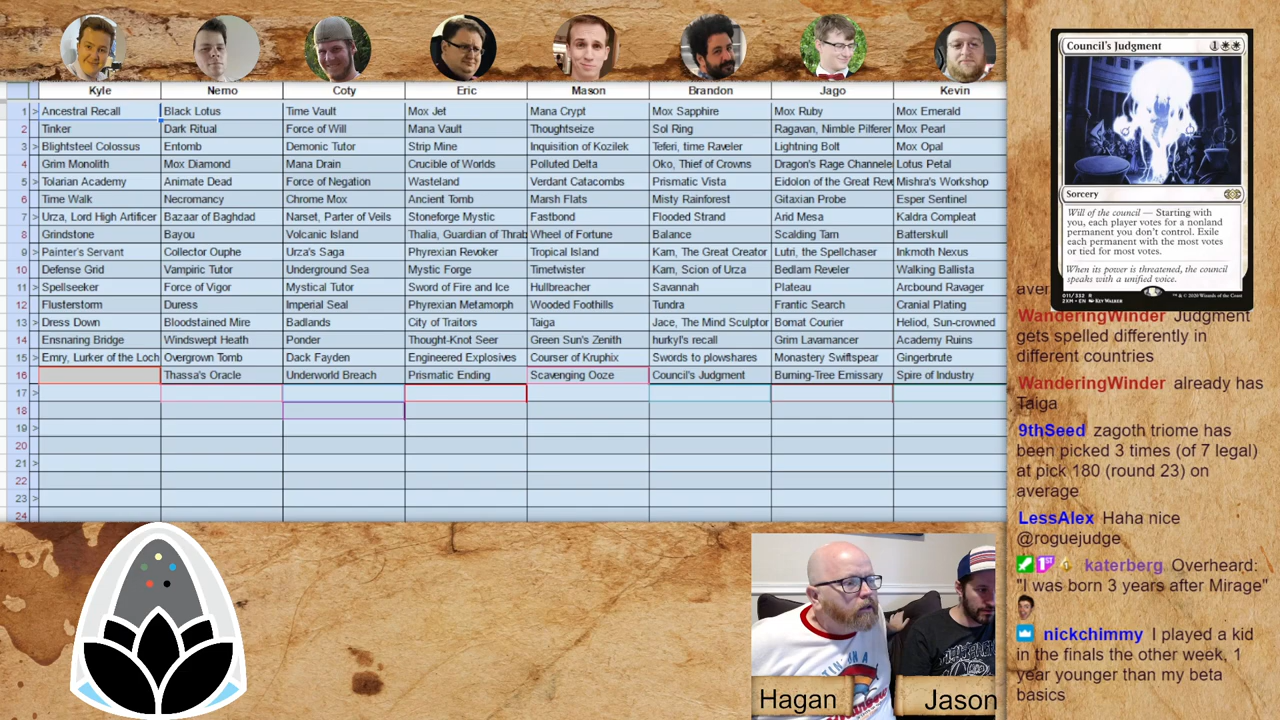 Kyle Nemo Coty Eric Mason Brandon Jago Kevin
1 > Ancestral Recall Black Lotus Time Vault Mox Jet Mana Crypt Mox Sapphire Mox Ruby Mox Emerald
2 Tinker Dark Ritual Force of Will Mana Vault Thoughtseize Sol Ring Ragavan, Nimble Pilferer Mox Pearl
3 > Blightsteel Colossus Entomb Demonic Tutor Strip Mine Inquisition of Kozilek Teferi, time Raveler Lightning Bolt Mox Opal
4 Grim Monolith Mox Diamond Mana Drain Crucible of Worlds Polluted Delta Oko, Thief of Crowns Dragon's Rage Channele Lotus Petal
5 > Tolarian Academy Animate Dead Force of Negation Wasteland Verdant Catacombs Prismatic Vista Eidolon of the Great Reve Mishra's Workshop
6 Time Walk Necromancy Chrome Mox Ancient Tomb Marsh Flats Misty Rainforest Gitaxian Probe Esper Sentinel
7 > Urza, Lord High Artificer Bazaar of Baghdad Narset, Parter of Veils Stoneforge Mystic Fastbond Flooded Strand Arid Mesa Kaldra Compleat
8 Grindstone Bayou Volcanic Island Thalia, Guardian of Thrab Wheel of Fortune Balance Scalding Tarn Batterskull
9 > Painter's Servant Collector Ouphe Urza's Saga Phyrexian Revoker Tropical Island Karn, The Great Creator Lutri, the Spellchaser Inkmoth Nexus
10 Defense Grid Vampiric Tutor Underground Sea Mystic Forge Timetwister Karn, Scion of Urza Bedlam Reveler Walking Ballista
11 > Spellseeker Force of Vigor Mystical Tutor Sword of Fire and Ice Hullbreacher Savannah Plateau Arcbound Ravager
12 Flusterstorm Duress Imperial Seal Phyrexian Metamorph Wooded Foothills Tundra Frantic Search Cranial Plating
13 > Dress Down Bloodstained Mire Badlands City of Traitors Taiga Jace, The Mind Sculptor Bomat Courier Heliod, Sun-crowned
14 Ensnaring Bridge Windswept Heath Ponder Thought-Knot Seer Green Sun's Zenith hurkyl's recall Grim Lavamancer Academy Ruins
15 > Emry, Lurker of the Loch Overgrown Tomb Dack Fayden Engineered Explosives Courser of Kruphix Swords to plowshares Monastery Swiftspear Gingerbrute
16 Thassa's Oracle Underworld Breach Prismatic Ending Scavenging Ooze Council's Judgment Burning-Tree Emissary Spire of Industry
17 >
18
19 >
20
21 >
22
23 >
24
Council's Judgment 1
Sorcery
Will of the council — Starting with
you, each player votes for a nonland
permanent you don't control. Exile
each permanent with the most votes
or tied for most votes.
When its power is threatened, the council
speaks with a unified voice.
011/332 R
2XM • EN Kev Walker
™ & © 2020 Wizards of the Coast
aver
WanderingWinder Judgment
gets spelled differently in
different countries
WanderingWinder already has
Taiga
9thSeed zagoth triome has
been picked 3 times (of 7 legal)
at pick 180 (round 23) on
average
LessAlex Haha nice
@roguejudge
katerberg Overheard:
"I was born 3 years after Mirage"
nickchimmy I played a kid
in the finals the other week, 1
year younger than my beta
basics
Hagan
Jason